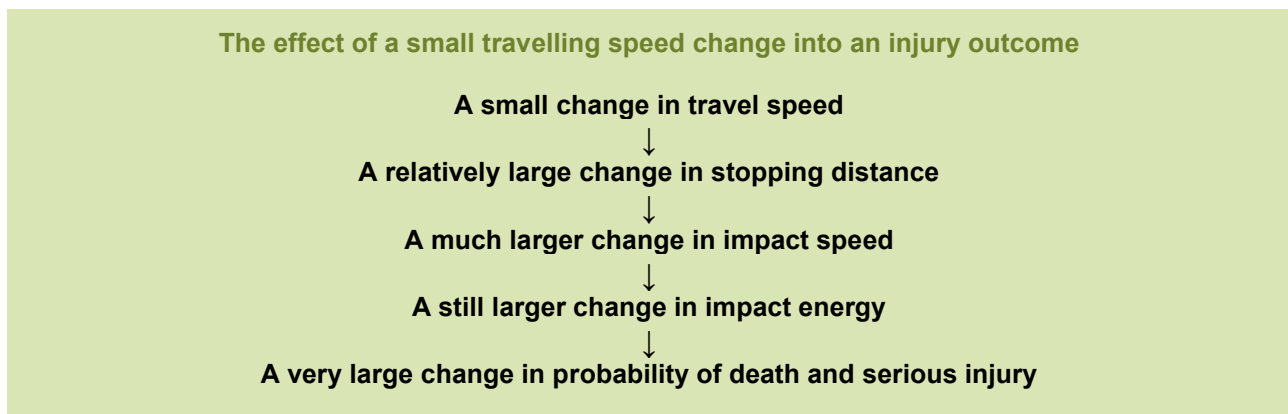 The effect of a small travelling speed change into an injury outcome
A small change in travel speed
↓
A relatively large change in stopping distance
↓
A much larger change in impact speed
↓
A still larger change in impact energy
↓
A very large change in probability of death and serious injury